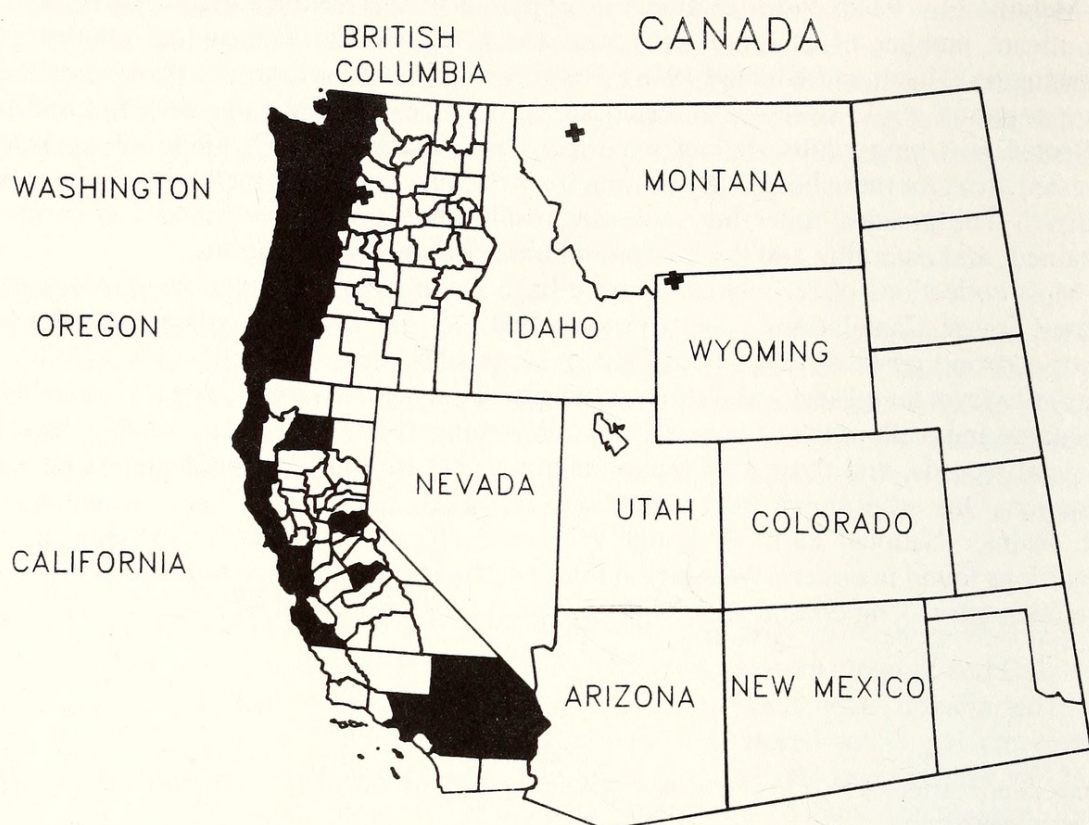 CANADA
BRITISH
COLUMBIA
WASHINGTON
MONTANA
OREGON
IDAHO
WYOMING
NEVADA
UTAH
COLORADO
CALIFORNIA
ARIZONA
NEW MEXICO